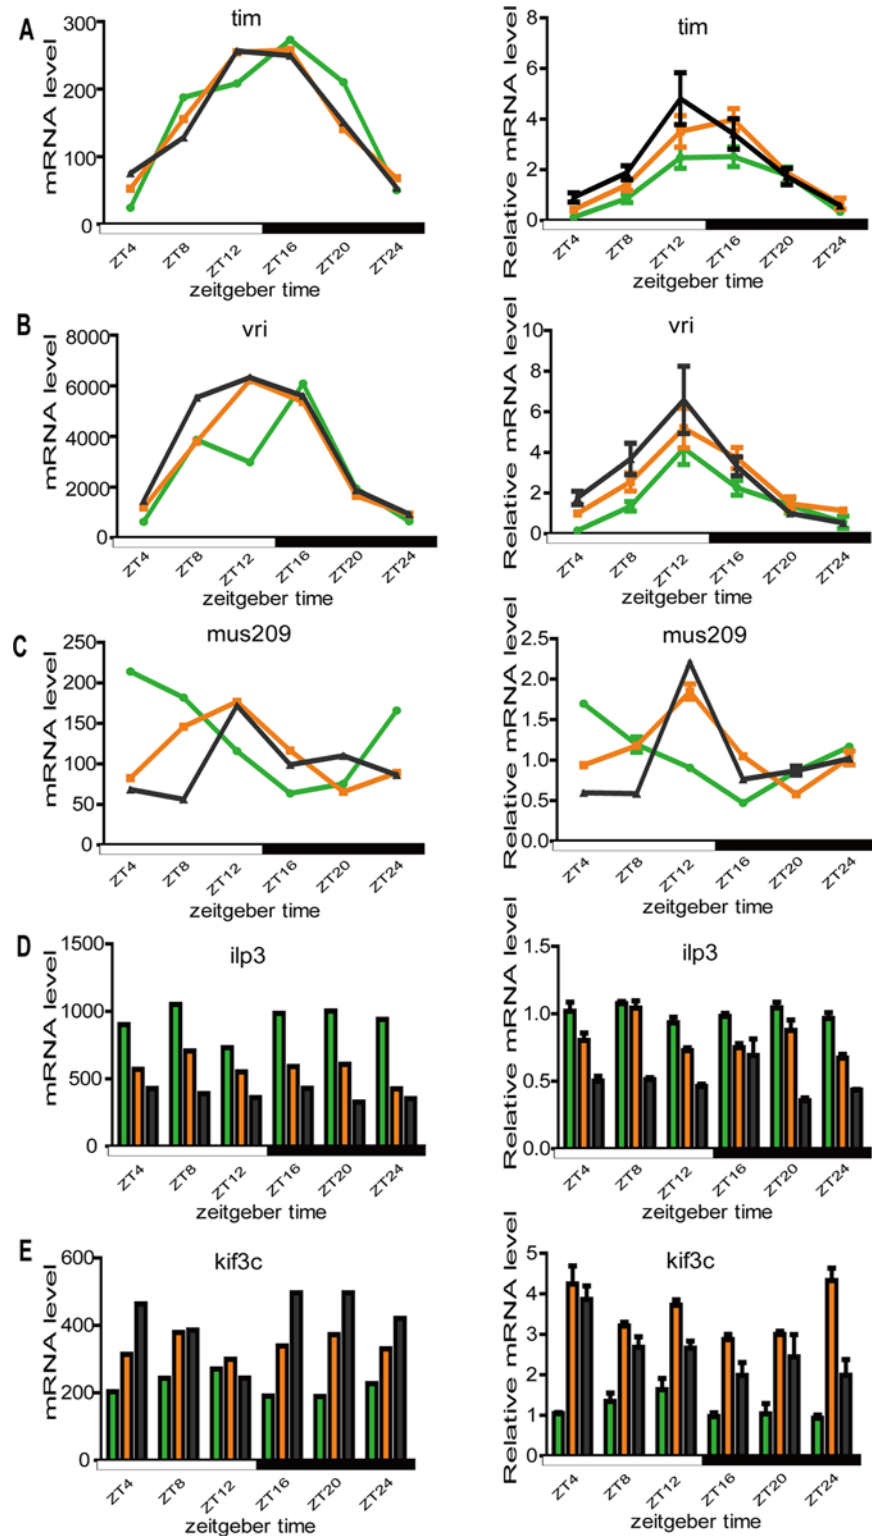 A
tim
mRNA level
300
200
100
0
ZT4
ZT8
ZT12
ZT16
ZT20
ZT24
zeitgeber time
tim
Relative mRNA level
8
6
4
2
0
ZT4
ZT8
ZT12
ZT16
ZT20
ZT24
zeitgeber time
B
vri
mRNA level
8000
6000
4000
2000
0
ZT4
ZT8
ZT12
ZT16
ZT20
ZT24
zeitgeber time
vri
Relative mRNA level
10
8
6
4
2
0
ZT4
ZT8
ZT12
ZT16
ZT20
ZT24
zeitgeber time
C
mus209
mRNA level
250
200
150
100
50
0
ZT4
ZT8
ZT12
ZT16
ZT20
ZT24
zeitgeber time
mus209
Relative mRNA level
2.5
2.0
1.5
1.0
0.5
0.0
ZT4
ZT8
ZT12
ZT16
ZT20
ZT24
zeitgeber time
D
ilp3
mRNA level
1500
1000
500
0
ZT4
ZT8
ZT12
ZT16
ZT20
ZT24
zeitgeber time
ilp3
Relative mRNA level
1.5
1.0
0.5
0.0
ZT4
ZT8
ZT12
ZT16
ZT20
ZT24
zeitgeber time
E
kif3c
mRNA level
600
400
200
0
ZT4
ZT8
ZT12
ZT16
ZT20
ZT24
zeitgeber time
kif3c
Relative mRNA level
5
4
3
2
1
0
ZT4
ZT8
ZT12
ZT16
ZT20
ZT24
zeitgeber time